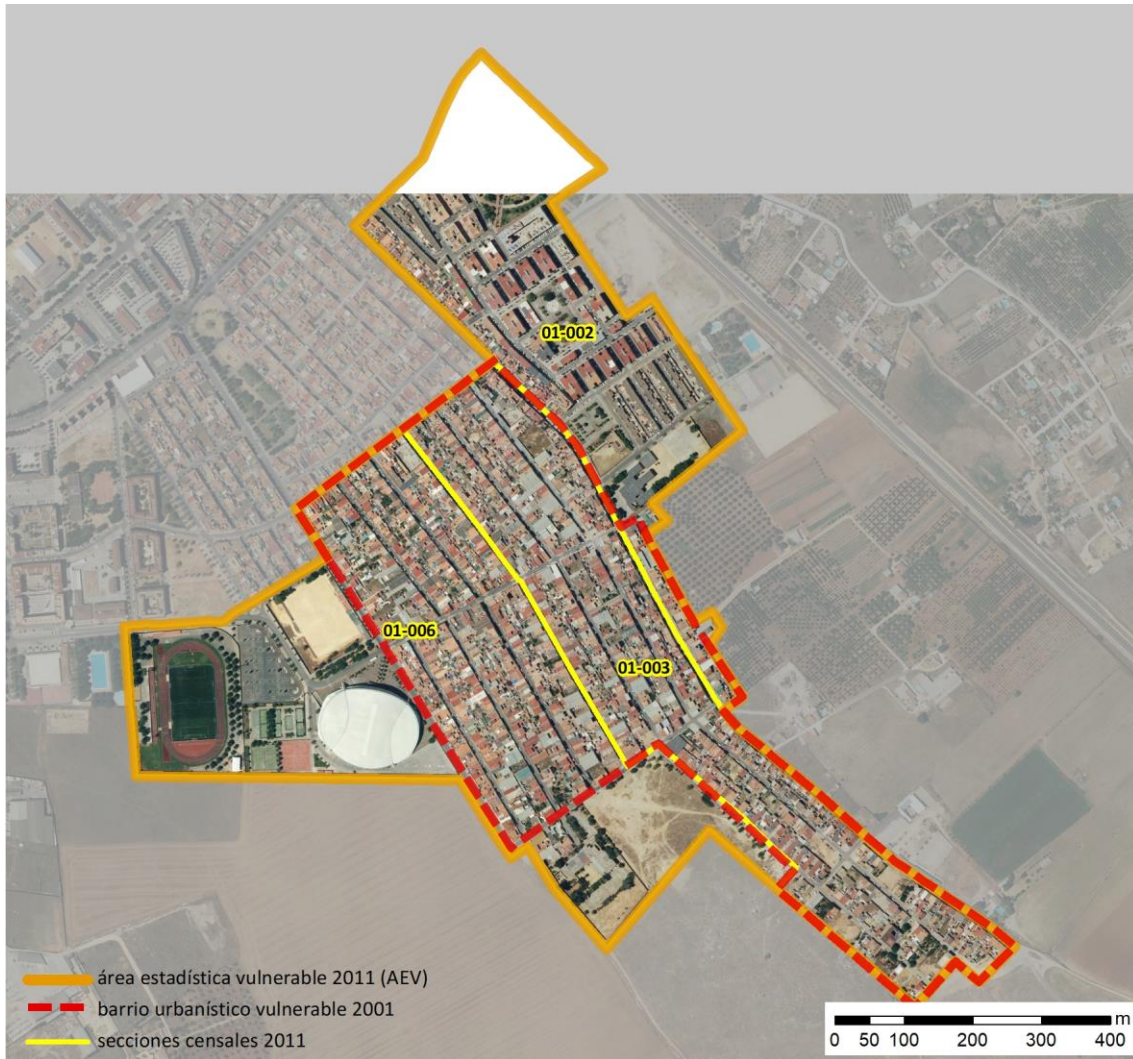 01-002
01-006
01-003
área estadística vulnerable 2011 (AEV)
barrio urbanístico vulnerable 2001
secciones censales 2011
m
0 50 100 200 300 400